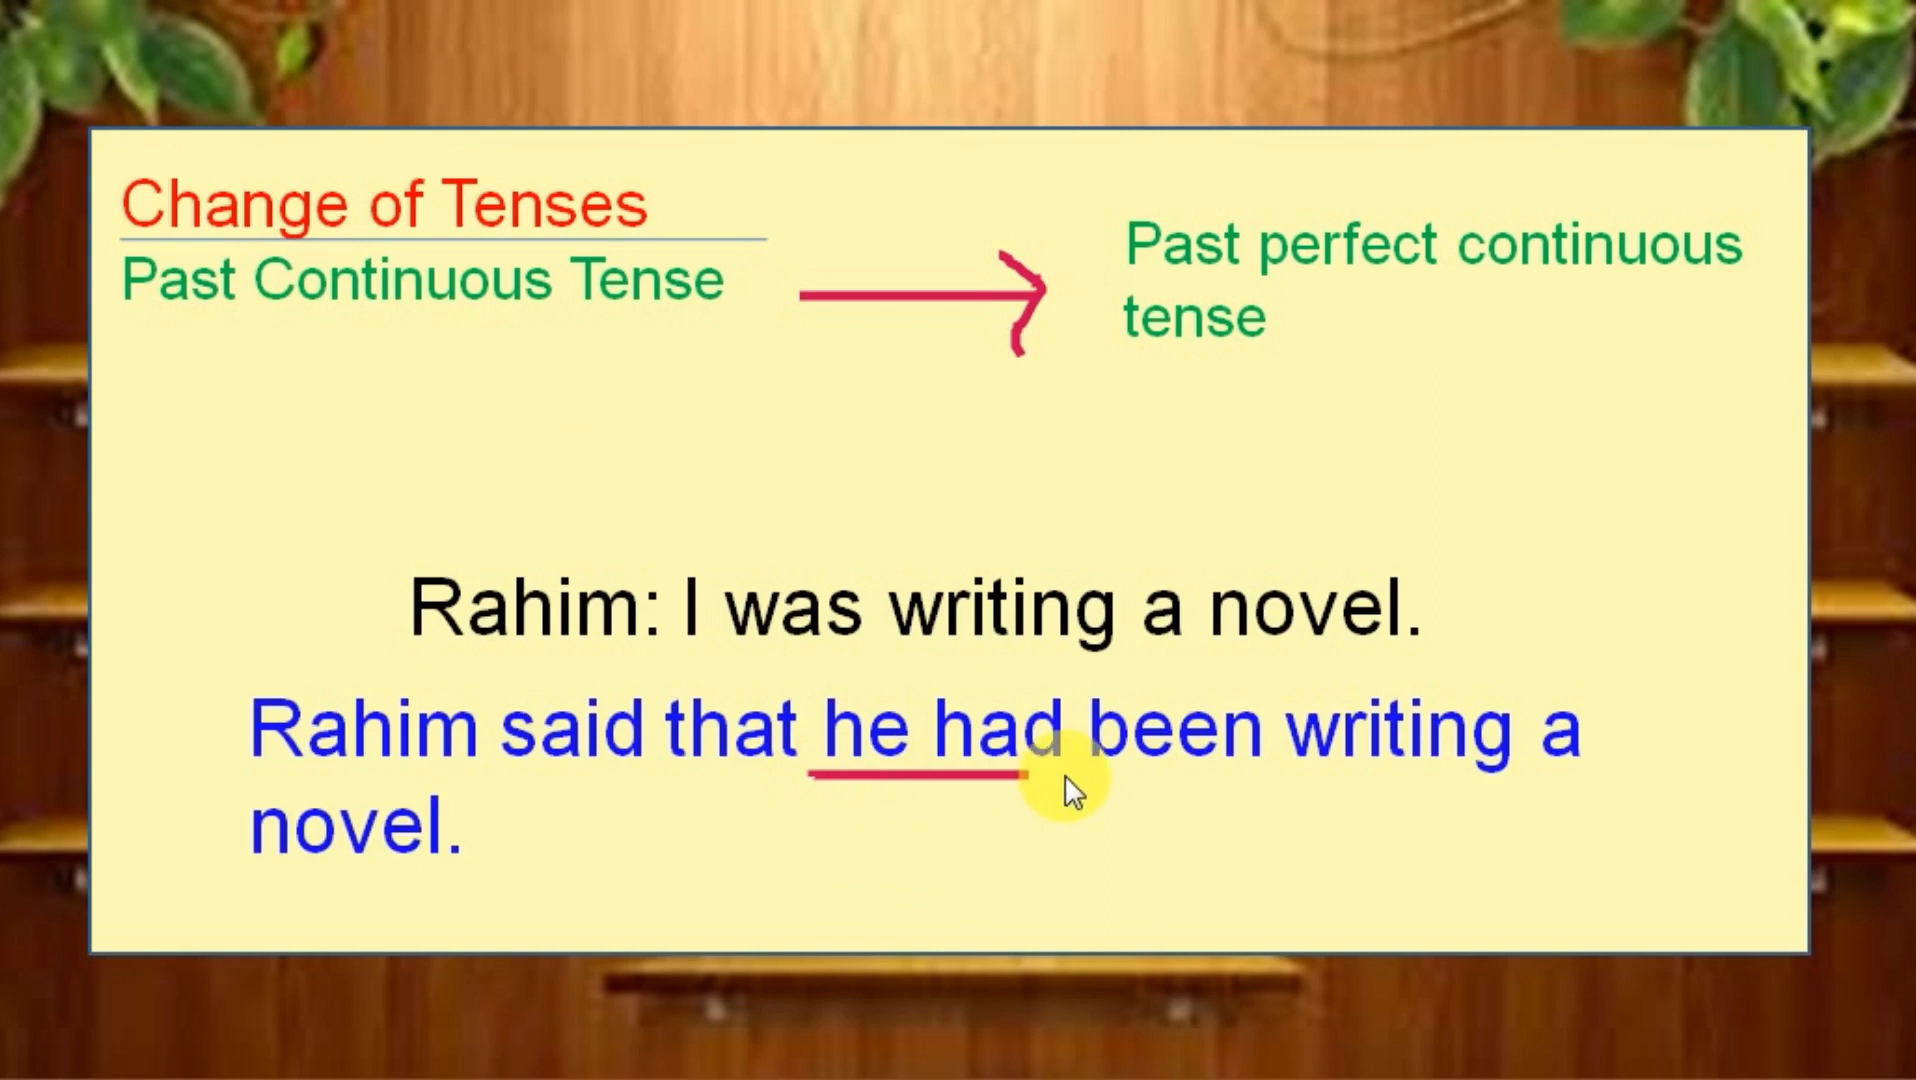 Change of Tenses
Past Continuous Tense
Past perfect continuous
tense
Rahim: I was writing a novel.
Rahim said that he had been writing a
novel.